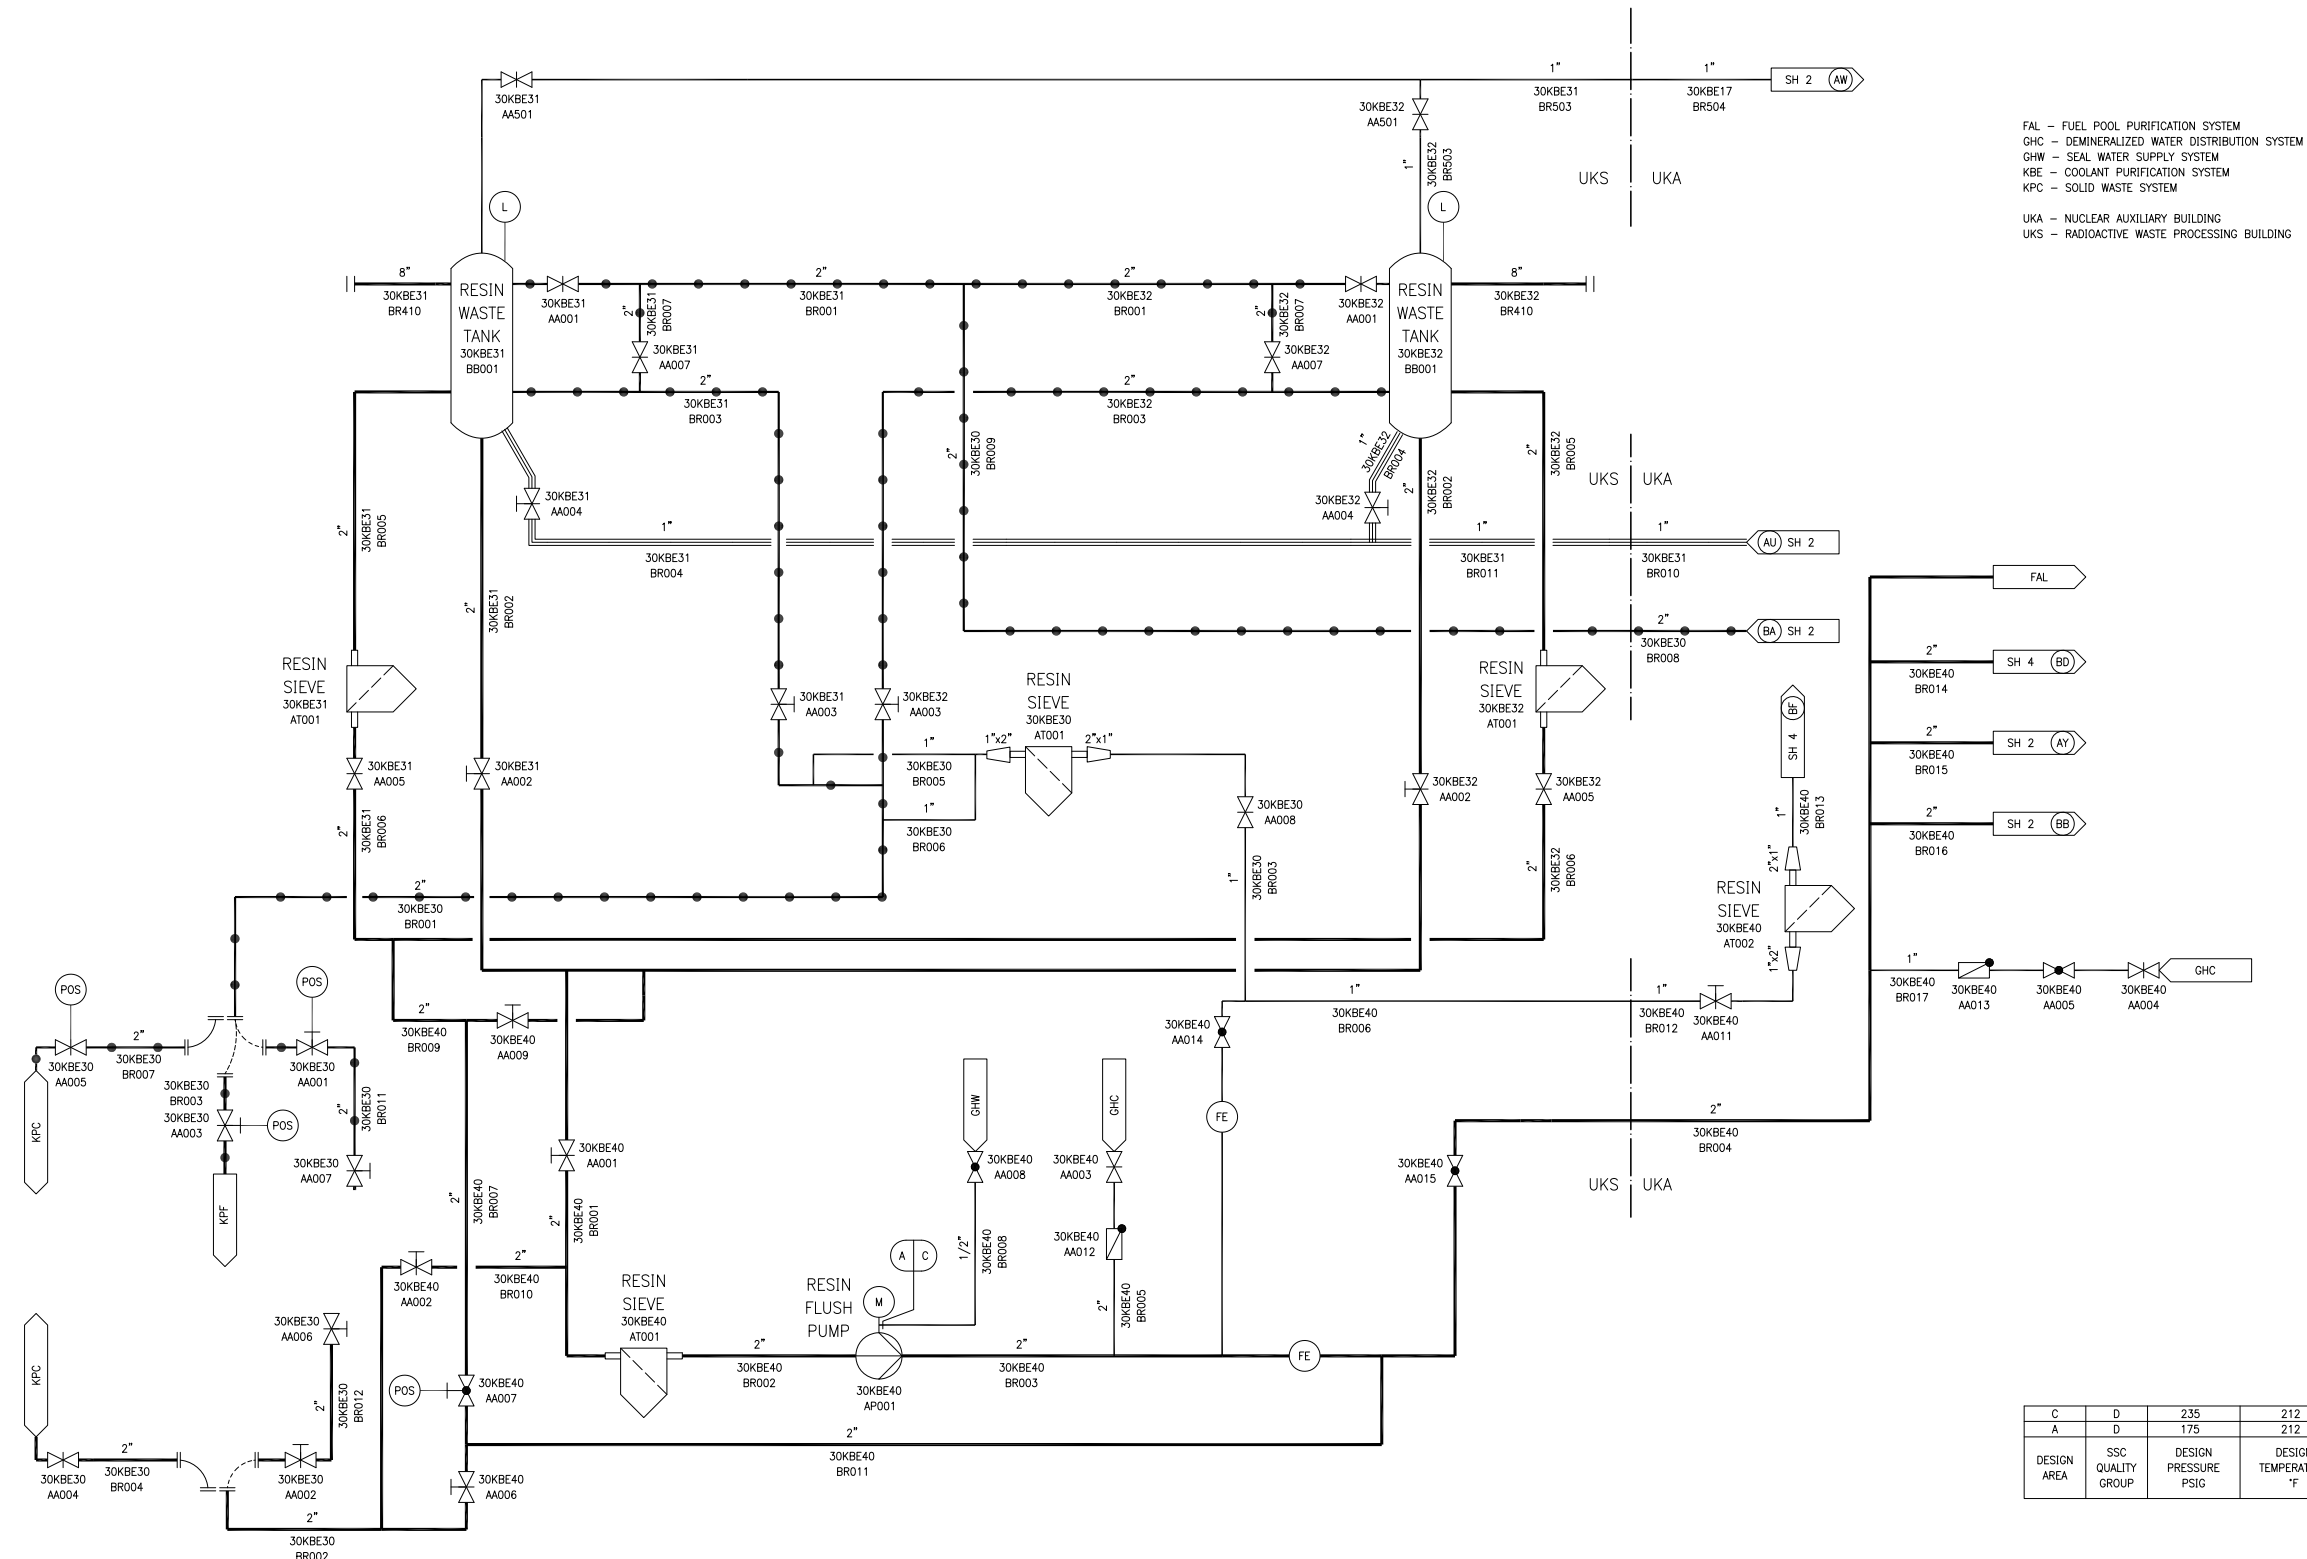 1"
30KBE31
BR503
1"
30KBE17
BR504
SH 2 AW
30KBE31
AA501
30KBE32
AA501
1"
30KBE32
BR503
UKS
UKA
FAL – FUEL POOL PURIFICATION SYSTEM
GHC – DEMINERALIZED WATER DISTRIBUTION SYSTEM
GHW – SEAL WATER SUPPLY SYSTEM
KBE – COOLANT PURIFICATION SYSTEM
KPC – SOLID WASTE SYSTEM
UKA – NUCLEAR AUXILIARY BUILDING
UKS – RADIOACTIVE WASTE PROCESSING BUILDING
L
L
8"
30KBE31
BR410
RESIN
WASTE
TANK
30KBE31
BB001
30KBE31
AA001
2"
30KBE31
BR007
30KBE31
AA007
2"
30KBE31
BR001
2"
30KBE32
BR001
2"
30KBE32
BR007
30KBE32
AA007
30KBE32
AA001
RESIN
WASTE
TANK
30KBE32
BB001
8"
30KBE32
BR410
2"
30KBE31
BR003
2"
30KBE32
BR003
2"
30KBE30
BR009
1"
30KBE32
BR004
2"
30KBE32
BR002
2"
30KBE32
BR005
UKS
UKA
30KBE31
AA004
30KBE32
AA004
2"
30KBE31
BR005
1"
30KBE31
BR004
1"
30KBE31
BR011
1"
30KBE31
BR010
AU SH 2
2"
30KBE31
BR002
2"
30KBE30
BR008
BA SH 2
FAL
2"
30KBE40
BR014
SH 4 BD
2"
30KBE40
BR015
SH 2 AY
2"
30KBE40
BR016
SH 2 BB
RESIN
SIEVE
30KBE31
AT001
30KBE31
AA003
30KBE32
AA003
RESIN
SIEVE
30KBE30
AT001
1"x2"
2"x1"
RESIN
SIEVE
30KBE32
AT001
SH 4 BF
30KBE31
AA005
30KBE31
AA002
1"
30KBE30
BR005
1"
30KBE30
BR006
30KBE30
AA008
30KBE32
AA002
30KBE32
AA005
1"
30KBE40
BR013
2"x1"
2"
30KBE31
BR006
1"
30KBE30
BR003
2"
30KBE32
BR006
RESIN
SIEVE
30KBE40
AT002
1"x2"
2"
30KBE30
BR001
1"
30KBE40
BR017
30KBE40
AA013
30KBE40
AA005
30KBE40
AA004
GHC
POS
POS
30KBE30
AA005
2"
30KBE30
BR007
30KBE30
AA001
30KBE30
BR003
30KBE30
AA003
POS
2"
30KBE30
BR011
30KBE30
AA007
KPC
KPF
2"
30KBE40
BR009
30KBE40
AA009
30KBE40
AA014
1"
30KBE40
BR006
1"
30KBE40
BR012
30KBE40
AA011
GHW
GHC
FE
2"
30KBE40
BR004
30KBE40
AA001
30KBE40
AA008
30KBE40
AA003
30KBE40
AA015
UKS
UKA
2"
30KBE40
BR007
2"
30KBE40
BR001
1/2"
30KBE40
BR008
30KBE40
AA012
2"
30KBE40
BR005
30KBE40
AA002
2"
30KBE40
BR010
RESIN
SIEVE
30KBE40
AT001
RESIN
FLUSH
PUMP
A C
M
30KBE40
AP001
2"
30KBE40
BR002
2"
30KBE40
BR003
FE
KPC
30KBE30
AA006
2"
30KBE30
BR012
POS
30KBE40
AA007
2"
30KBE40
BR011
30KBE30
AA004
2"
30KBE30
BR004
30KBE30
AA002
30KBE40
AA006
2"
30KBE30
BR002
C D 235 212
A D 175 212
DESIGN
AREA
SSC
QUALITY
GROUP
DESIGN
PRESSURE
PSIG
DESIGN
TEMPERAT
°F